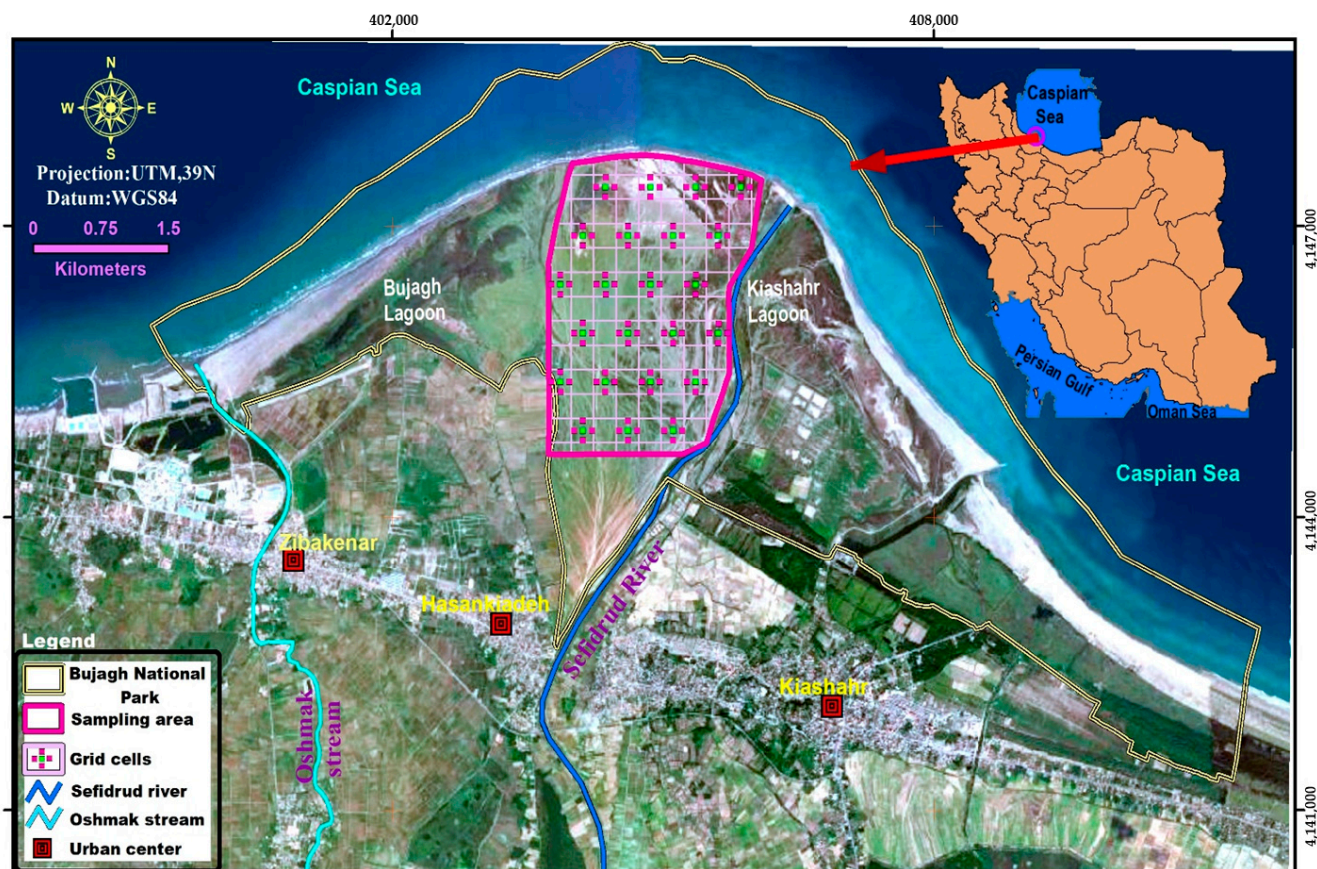 402,000
408,000
Caspian Sea
N
W
E
S
Projection:UTM,39N
Datum:WGS84
0 0.75 1.5
Kilometers
Caspian
Sea
Persian Gulf
Oman Sea
4,147,000
Bujagh
Lagoon
Kiashahr
Lagoon
Caspian Sea
4,144,000
Zibakenar
Hasankiadeh
Sefidrud River
Kiashahr
Oshmak
stream
4,141,000
Legend
Bujagh National
Park
Sampling area
Grid cells
Sefidrud river
Oshmak stream
Urban center